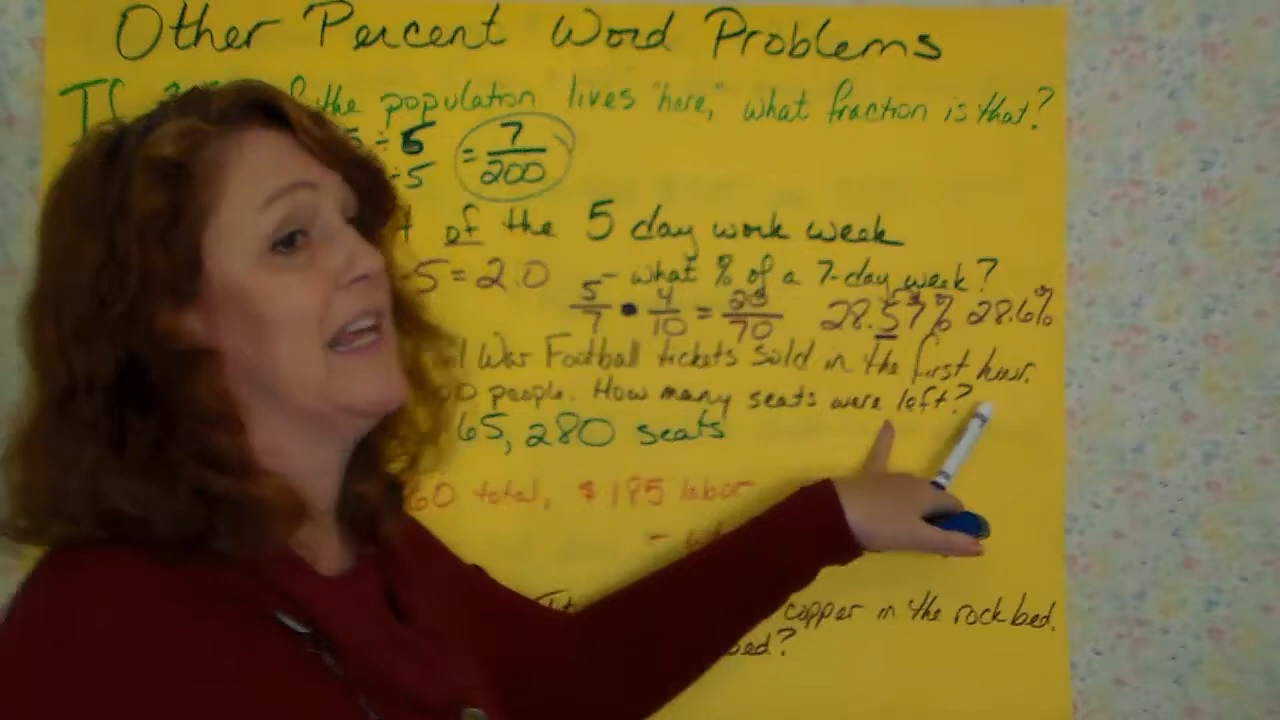 Other Percent Word Problems
If the population lives "here," what fraction is that?
÷ 5 = 7/200
÷ 5
of the 5 day work week
5 = 2.0 - what % of a 7-day week?
5/7 • 4/10 = 20/70 28.57% 28.6%
War Football tickets sold in the first hour.
people. How many seats were left?
65,280 seats
60 total, $185 labor
-
copper in the rock bed.
bed?